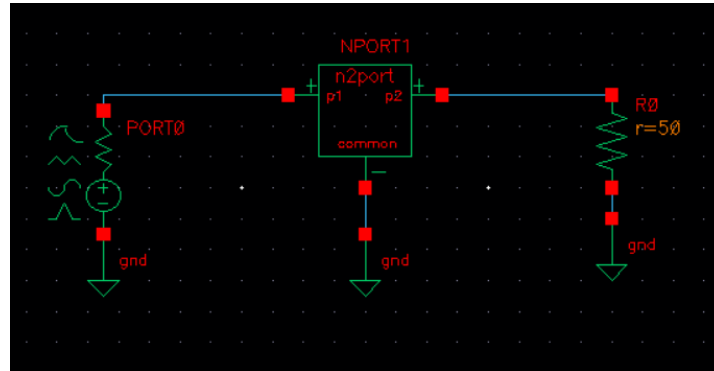 NPORT1
n2port
+ p1 p2 +
PORT0
common
R0
r=50
gnd
gnd
gnd